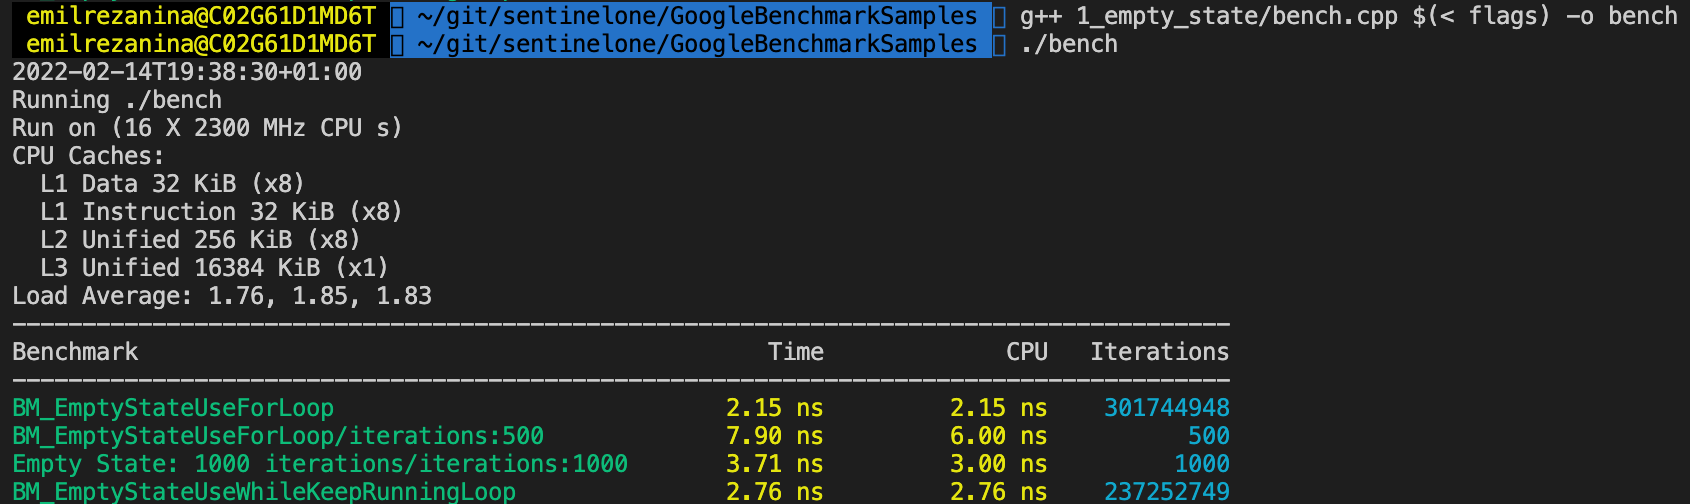 emilrezanina@C02G61D1MD6T ~/git/sentinelone/GoogleBenchmarkSamples g++ 1_empty_state/bench.cpp $(< flags) -o bench
emilrezanina@C02G61D1MD6T ~/git/sentinelone/GoogleBenchmarkSamples ./bench
2022-02-14T19:38:30+01:00
Running ./bench
Run on (16 X 2300 MHz CPU s)
CPU Caches:
  L1 Data 32 KiB (x8)
  L1 Instruction 32 KiB (x8)
  L2 Unified 256 KiB (x8)
  L3 Unified 16384 KiB (x1)
Load Average: 1.76, 1.85, 1.83
---------------------------------------------------------------------------------------
Benchmark                                             Time             CPU   Iterations
---------------------------------------------------------------------------------------
BM_EmptyStateUseForLoop                            2.15 ns         2.15 ns    301744948
BM_EmptyStateUseForLoop/iterations:500             7.90 ns         6.00 ns          500
Empty State: 1000 iterations/iterations:1000       3.71 ns         3.00 ns         1000
BM_EmptyStateUseWhileKeepRunningLoop               2.76 ns         2.76 ns    237252749